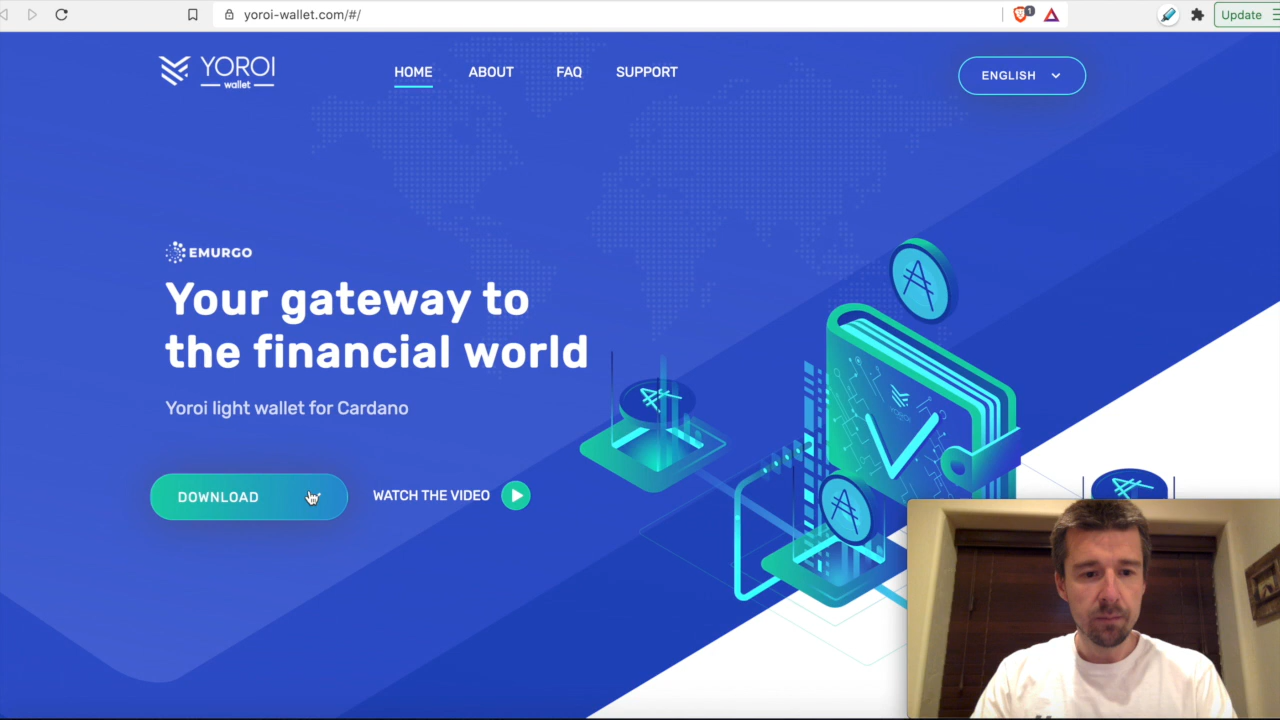 yoroi-wallet.com/#/
1
Update
YOROI
wallet
HOME
ABOUT
FAQ
SUPPORT
ENGLISH
EMURGO
Your gateway to
the financial world
Yoroi light wallet for Cardano
DOWNLOAD
WATCH THE VIDEO